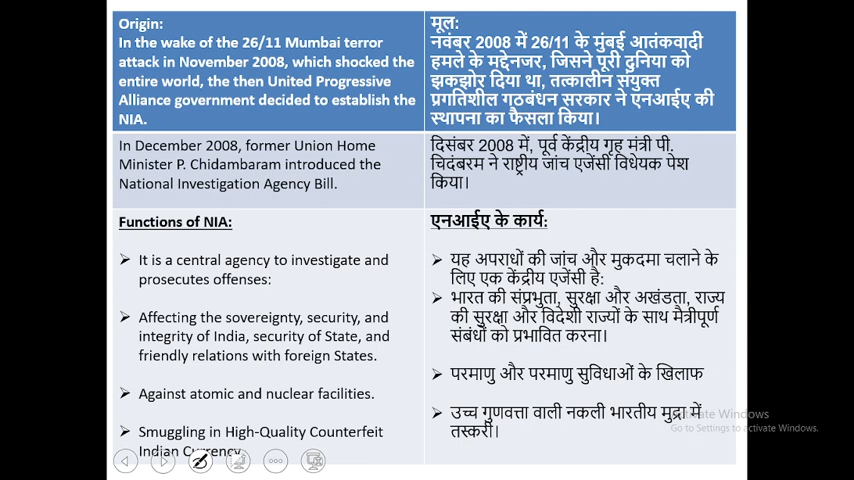 Origin:
In the wake of the 26/11 Mumbai terror
attack in November 2008, which shocked the
entire world, the then United Progressive
Alliance government decided to establish the
NIA.
मूल:
नवंबर 2008 में 26/11 के मुंबई आतंकवादी
हमले के मद्देनजर, जिसने पूरी दुनिया को
झकझोर दिया था, तत्कालीन संयुक्त
प्रगतिशील गठबंधन सरकार ने एनआईए की
स्थापना का फैसला किया।
In December 2008, former Union Home
Minister P. Chidambaram introduced the
National Investigation Agency Bill.
दिसंबर 2008 में, पूर्व केंद्रीय गृह मंत्री पी.
चिदंबरम ने राष्ट्रीय जांच एजेंसी विधेयक पेश
किया।
Functions of NIA:
➢ It is a central agency to investigate and
prosecutes offenses:
➢ Affecting the sovereignty, security, and
integrity of India, security of State, and
friendly relations with foreign States.
➢ Against atomic and nuclear facilities.
➢ Smuggling in High-Quality Counterfeit
Indian Currency
एनआईए के कार्य:
➢ यह अपराधों की जांच और मुकदमा चलाने के
लिए एक केंद्रीय एजेंसी है:
➢ भारत की संप्रभुता, सुरक्षा और अखंडता, राज्य
की सुरक्षा और विदेशी राज्यों के साथ मैत्रीपूर्ण
संबंधों को प्रभावित करना।
➢ परमाणु और परमाणु सुविधाओं के खिलाफ
➢ उच्च गुणवत्ता वाली नकली भारतीय मुद्रा में
तस्करी।
Activate Windows
Go to Settings to activate Windows.